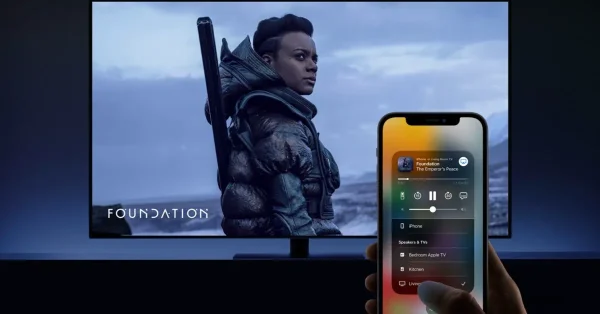 FOUNDATION
Foundation
The Emperor's Peace
iPhone
Speakers & TVs
Bedroom Apple TV
Kitchen